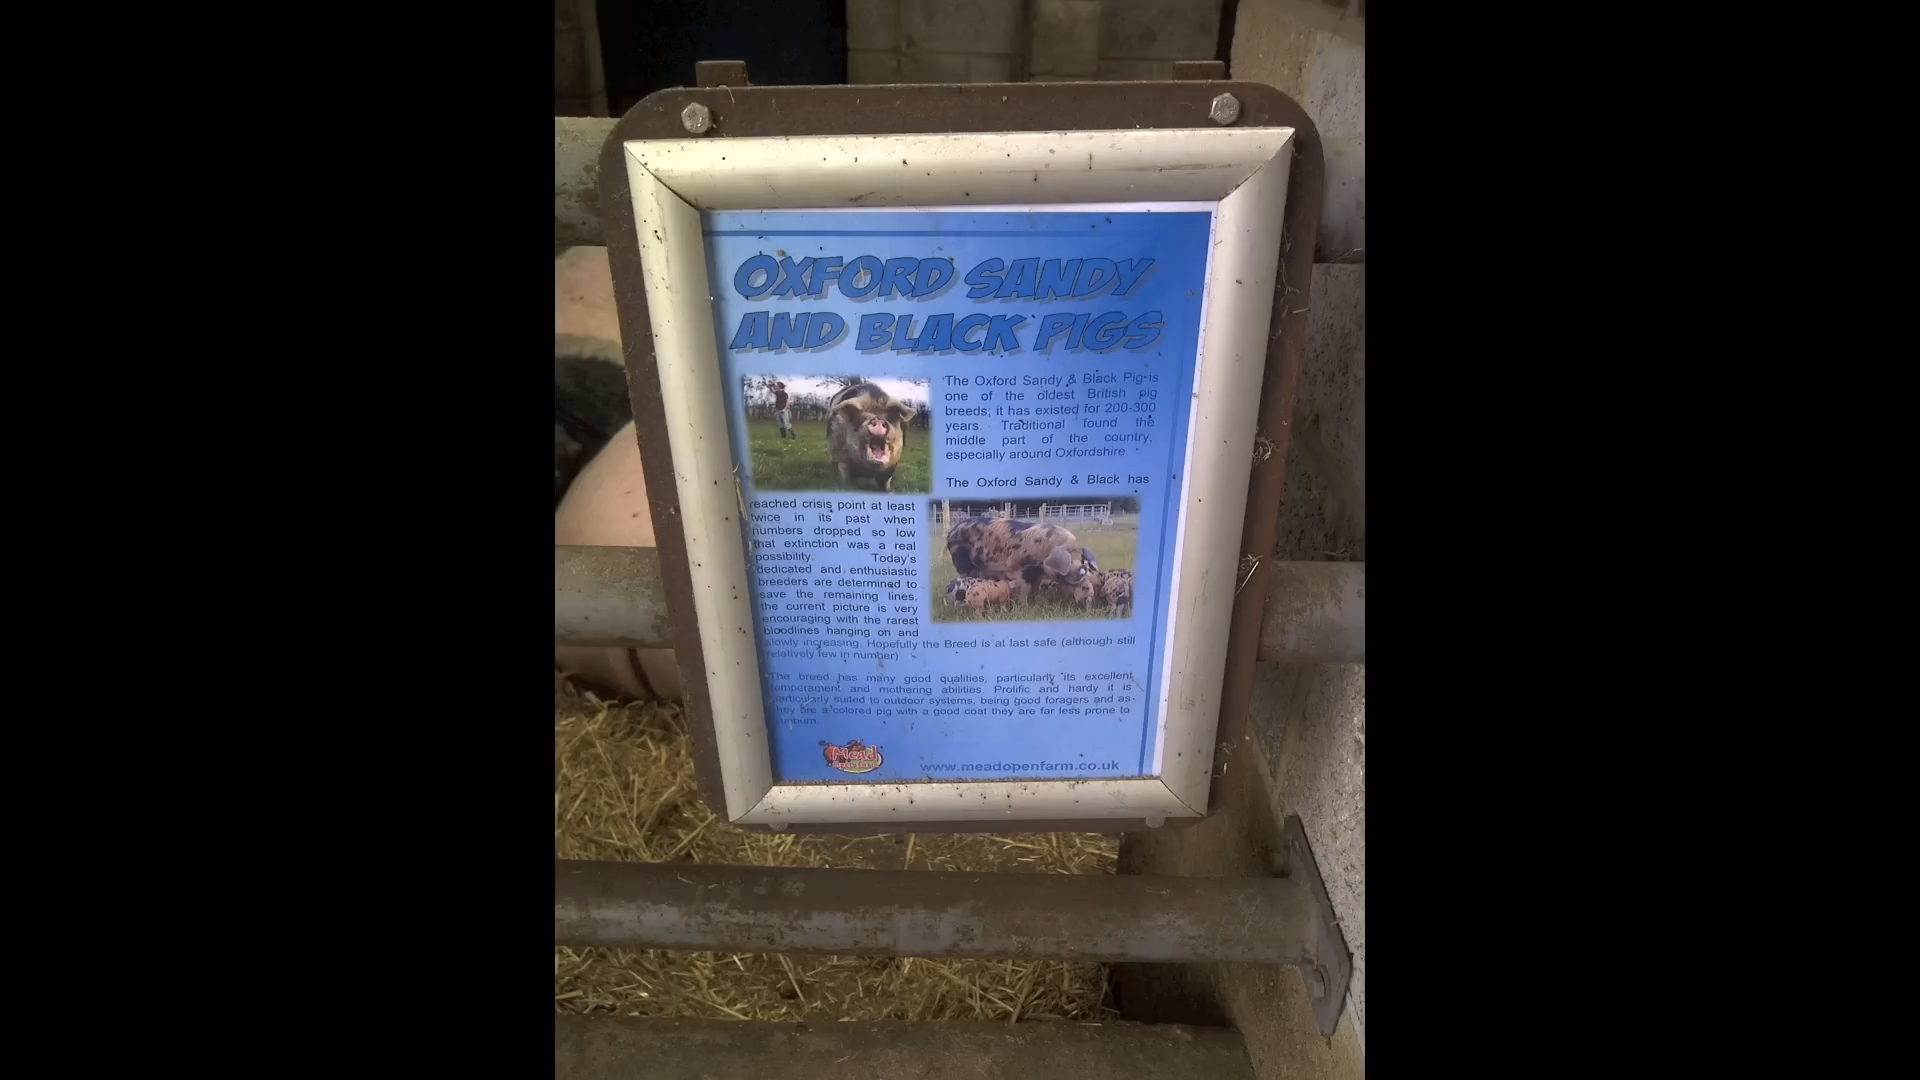 OXFORD SANDY
AND BLACK PIGS
The Oxford Sandy & Black Pig is
one of the oldest British pig
breeds; it has existed for 200-300
years. Traditional found the
middle part of the country,
especially around Oxfordshire.
The Oxford Sandy & Black has
reached crisis point at least
twice in its past when
numbers dropped so low
that extinction was a real
possibility. Today's
dedicated and enthusiastic
breeders are determined to
save the remaining lines.
the current picture is very
encouraging with the rarest
bloodlines hanging on and
slowly increasing. Hopefully the Breed is at last safe (although still
relatively few in number)
The breed has many good qualities, particularly its excellent
temperament and mothering abilities. Prolific and hardy it is
particularly suited to outdoor systems, being good foragers and as
they are a colored pig with a good coat they are far less prone to
sunburn.
Mead
Open Farm
www.meadopenfarm.co.uk